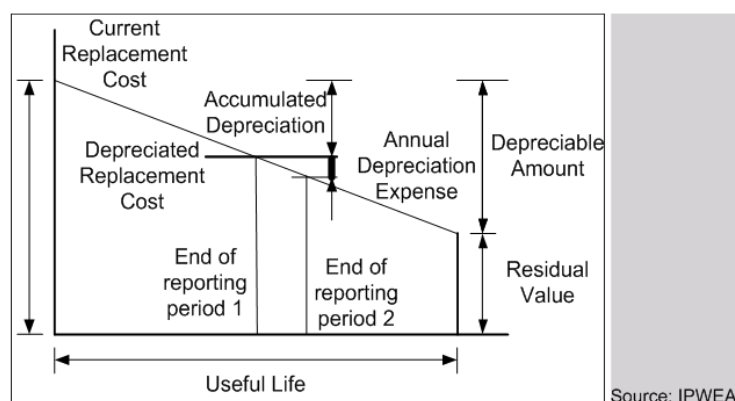 Current
Replacement
Cost
Accumulated
Depreciation
Annual
Depreciation
Expense
Depreciable
Amount
Depreciated
Replacement
Cost
End of
reporting
period 1
End of
reporting
period 2
Residual
Value
Useful Life
Source: IPWEA